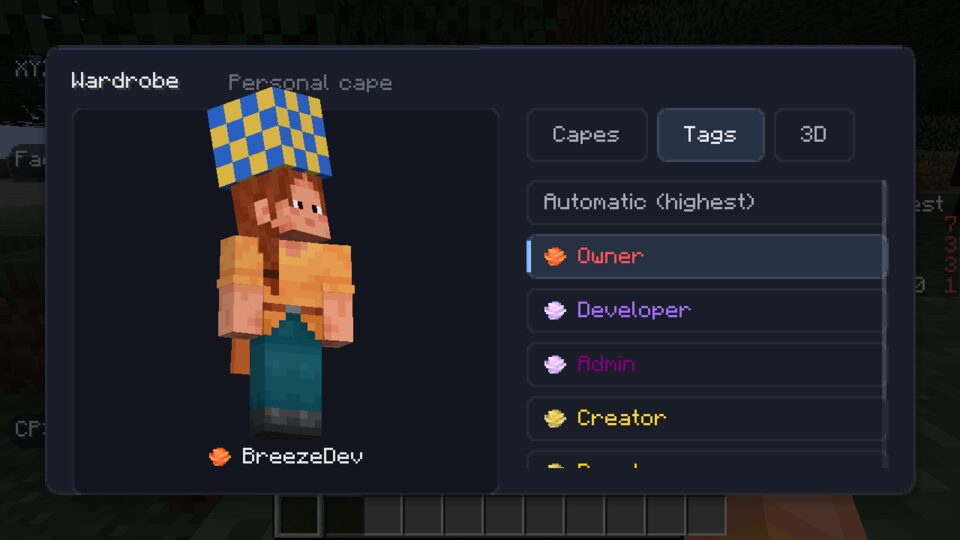 Wardrobe
Personal cape
Capes
Tags
3D
Automatic (highest)
Owner
Developer
Admin
Creator
BreezeDev